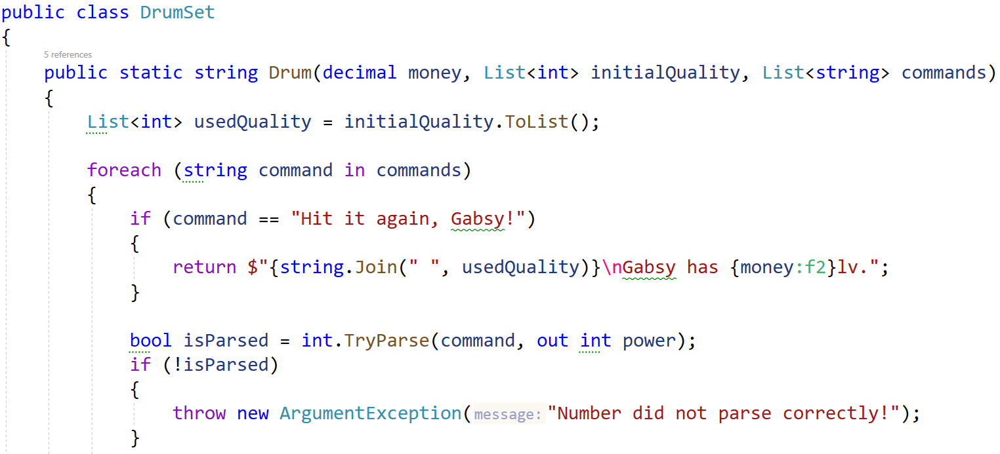 public class DrumSet
{
5 references
public static string Drum(decimal money, List<int> initialQuality, List<string> commands)
{
List<int> usedQuality = initialQuality.ToList();
foreach (string command in commands)
{
if (command == "Hit it again, Gabsy!")
{
return $"{string.Join(" ", usedQuality)}\nGabsy has {money:f2}lv.";
}
bool isParsed = int.TryParse(command, out int power);
if (!isParsed)
{
throw new ArgumentException(message:"Number did not parse correctly!");
}